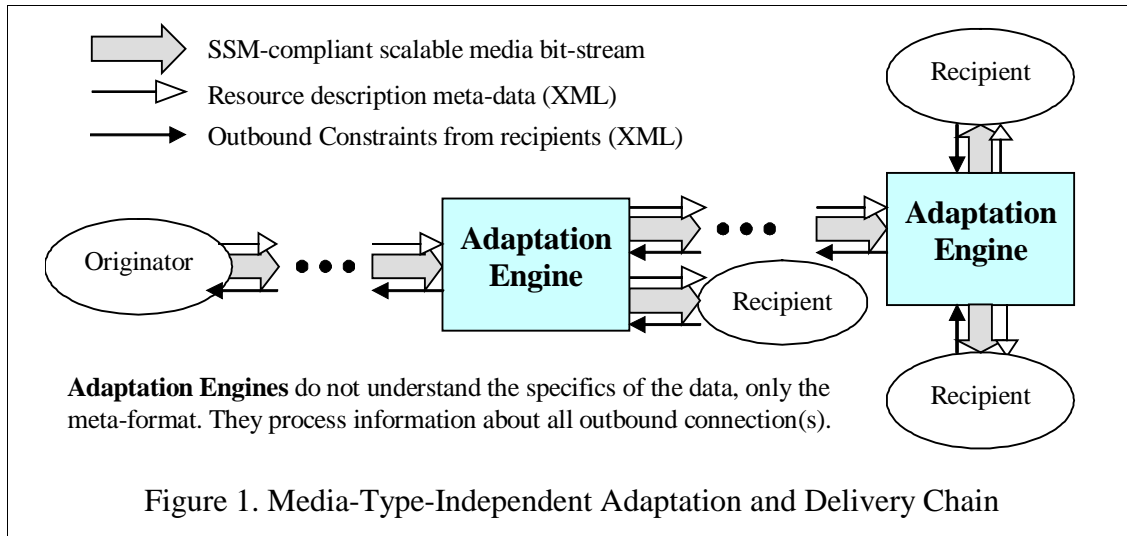 SSM-compliant scalable media bit-stream
Resource description meta-data (XML)
Outbound Constraints from recipients (XML)
Recipient
Originator
Adaptation
Engine
Recipient
Adaptation
Engine
Recipient
Adaptation Engines do not understand the specifics of the data, only the
meta-format. They process information about all outbound connection(s).
Figure 1. Media-Type-Independent Adaptation and Delivery Chain